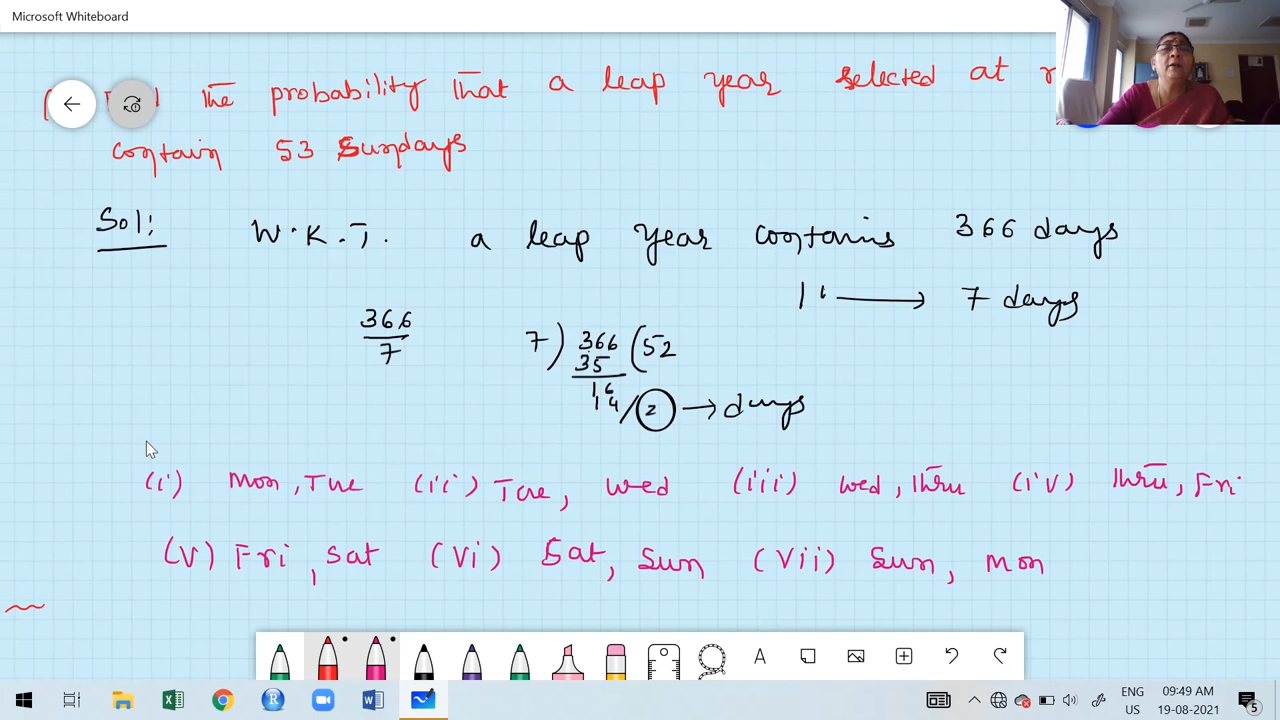 Microsoft Whiteboard
the probability that a leap year selected at
contain 53 Sundays
Sol:
W.K.T. a leap year contains 366 days
1 → 7 days
366
7
7) 366 (52
35
16
14/2 → days
(i) Mon, Tue (ii) Tue, wed (iii) wed, thru (iv) thru, Fri
(V) Fri, Sat (Vi) Sat, Sun (Vii) Sun, Mon
A
ENG
US
09:49 AM
19-08-2021
5